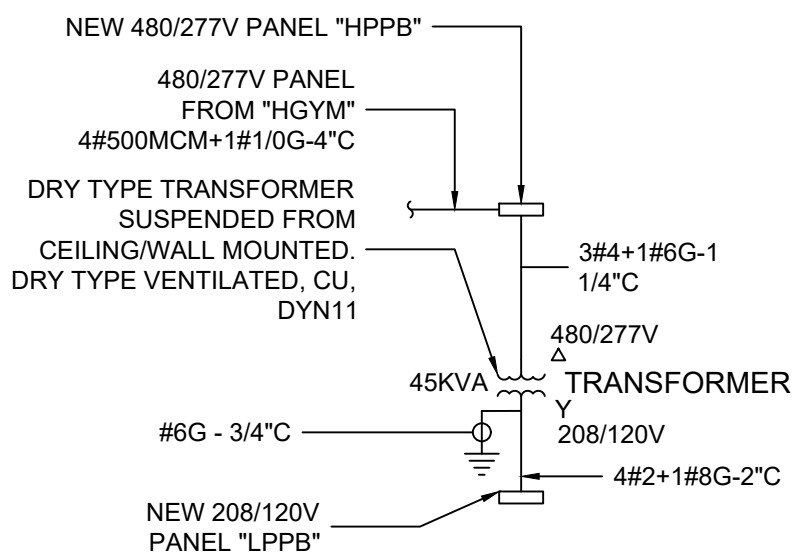 NEW 480/277V PANEL "HPPB"
480/277V PANEL
FROM "HGYM"
4#500MCM+1#1/0G-4"C
DRY TYPE TRANSFORMER
SUSPENDED FROM
CEILING/WALL MOUNTED.
DRY TYPE VENTILATED, CU,
DYN11
3#4+1#6G-1
1/4"C
480/277V
Δ
45KVA
TRANSFORMER
Y
208/120V
#6G - 3/4"C
4#2+1#8G-2"C
NEW 208/120V
PANEL "LPPB"